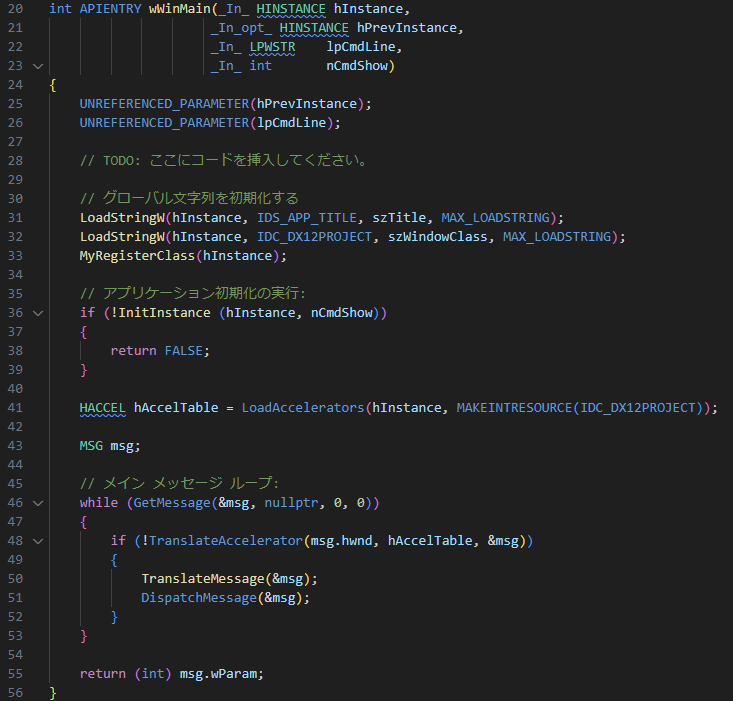 20 int APIENTRY wWinMain(_In_ HINSTANCE hInstance,
21                      _In_opt_ HINSTANCE hPrevInstance,
22                      _In_ LPWSTR    lpCmdLine,
23                      _In_ int       nCmdShow)
24 {
25     UNREFERENCED_PARAMETER(hPrevInstance);
26     UNREFERENCED_PARAMETER(lpCmdLine);
27
28     // TODO: ここにコードを挿入してください。
29
30     // グローバル文字列を初期化する
31     LoadStringW(hInstance, IDS_APP_TITLE, szTitle, MAX_LOADSTRING);
32     LoadStringW(hInstance, IDC_DX12PROJECT, szWindowClass, MAX_LOADSTRING);
33     MyRegisterClass(hInstance);
34
35     // アプリケーション初期化の実行:
36     if (!InitInstance (hInstance, nCmdShow))
37     {
38         return FALSE;
39     }
40
41     HACCEL hAccelTable = LoadAccelerators(hInstance, MAKEINTRESOURCE(IDC_DX12PROJECT));
42
43     MSG msg;
44
45     // メイン メッセージ ループ:
46     while (GetMessage(&msg, nullptr, 0, 0))
47     {
48         if (!TranslateAccelerator(msg.hwnd, hAccelTable, &msg))
49         {
50             TranslateMessage(&msg);
51             DispatchMessage(&msg);
52         }
53     }
54
55     return (int) msg.wParam;
56 }